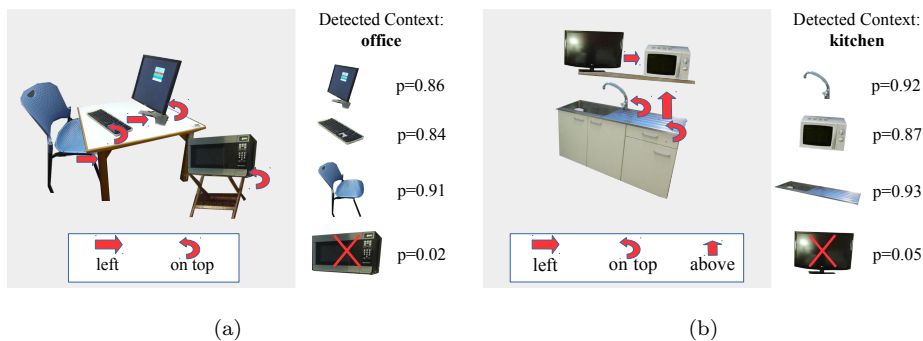 Detected Context:
office
p=0.86
p=0.84
p=0.91
p=0.02
left
on top
(a)
Detected Context:
kitchen
p=0.92
p=0.87
p=0.93
p=0.05
left
on top
above
(b)